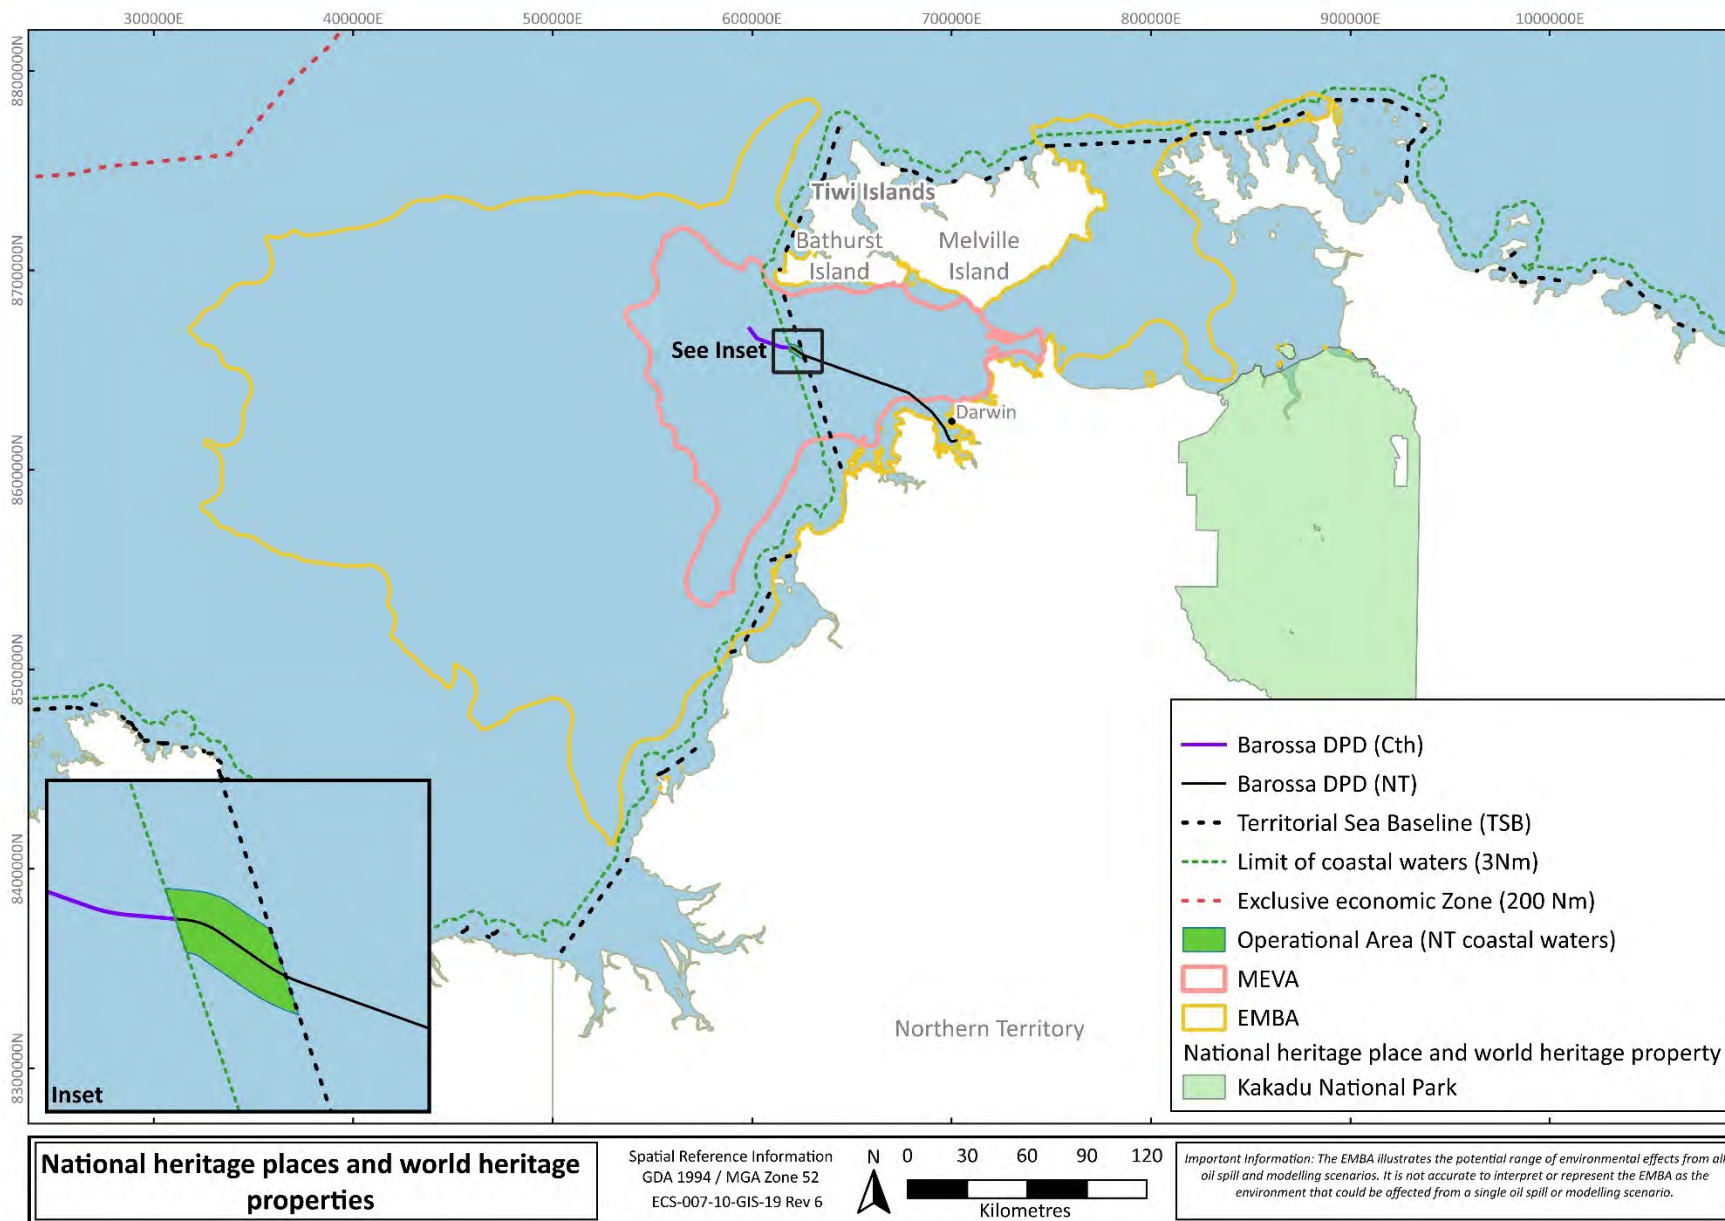 300000E 400000E 500000E 600000E 700000E 800000E 900000E 1000000E
8800000N
8700000N
8600000N
8500000N
8400000N
8300000N
Tiwi Islands
Bathurst
Island
Melville
Island
See Inset
Darwin
Northern Territory
Inset
Barossa DPD (Cth)
Barossa DPD (NT)
Territorial Sea Baseline (TSB)
Limit of coastal waters (3Nm)
Exclusive economic Zone (200 Nm)
Operational Area (NT coastal waters)
MEVA
EMBA
National heritage place and world heritage property
Kakadu National Park
National heritage places and world heritage
properties
Spatial Reference Information
GDA 1994 / MGA Zone 52
ECS-007-10-GIS-19 Rev 6
N
0 30 60 90 120
Kilometres
Important Information: The EMBA illustrates the potential range of environmental effects from all
oil spill and modelling scenarios. It is not accurate to interpret or represent the EMBA as the
environment that could be affected from a single oil spill or modelling scenario.